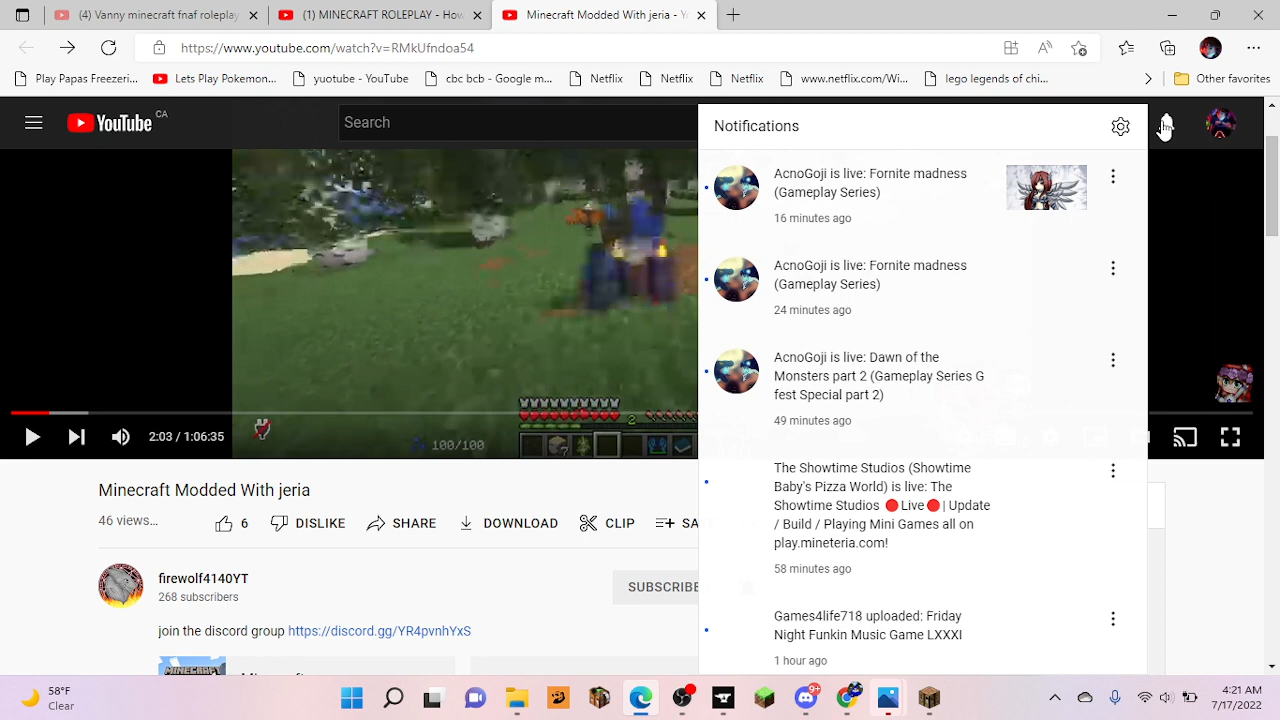 (4) Vanny minecraft roleplay -
(1) MINECRAFT ROLEPLAY - How
Minecraft Modded With jeria - Yo
https://www.youtube.com/watch?v=RMkUfndoa54
Play Papas Freezeri...
Lets Play Pokemon...
yuotube - YouTube
cbc bcb - Google m...
Netflix
Netflix
Netflix
www.netflix.com/Wi...
lego legends of chi...
Other favorites
YouTube CA
Search
Notifications
AcnoGoji is live: Fornite madness
(Gameplay Series)
16 minutes ago
AcnoGoji is live: Fornite madness
(Gameplay Series)
24 minutes ago
AcnoGoji is live: Dawn of the
Monsters part 2 (Gameplay Series G
fest Special part 2)
49 minutes ago
The Showtime Studios (Showtime
Baby's Pizza World) is live: The
Showtime Studios 🔴Live🔴| Update
/ Build / Playing Mini Games all on
play.mineteria.com!
58 minutes ago
Games4life718 uploaded: Friday
Night Funkin Music Game LXXXI
1 hour ago
2
7
100/100
2:03 / 1:06:35
Minecraft Modded With jeria
46 views...
6
DISLIKE
SHARE
DOWNLOAD
CLIP
SA
firewolf4140YT
268 subscribers
SUBSCRIBE
join the discord group https://discord.gg/YR4pvnhYxS
MINECRAFT
58°F
Clear
9+
4:21 AM
7/17/2022